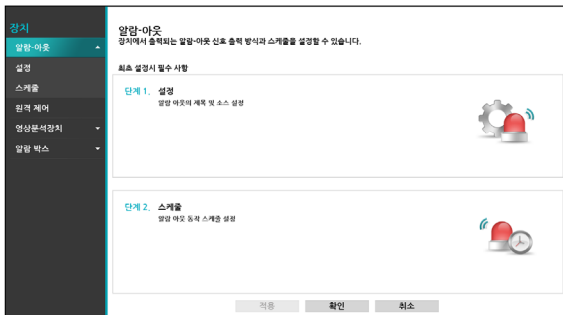 장치
알람-아웃
설정
스케줄
원격 제어
영상분석장치
알람 박스
알람-아웃
장치에서 출력되는 알람-아웃 신호 출력 방식과 스케줄을 설정할 수 있습니다.
최초 설정시 필수 사항
단계 1. 설정
알람 아웃의 제목 및 소스 설정
단계 2. 스케줄
알람 아웃 동작 스케줄 설정
적용 확인 취소